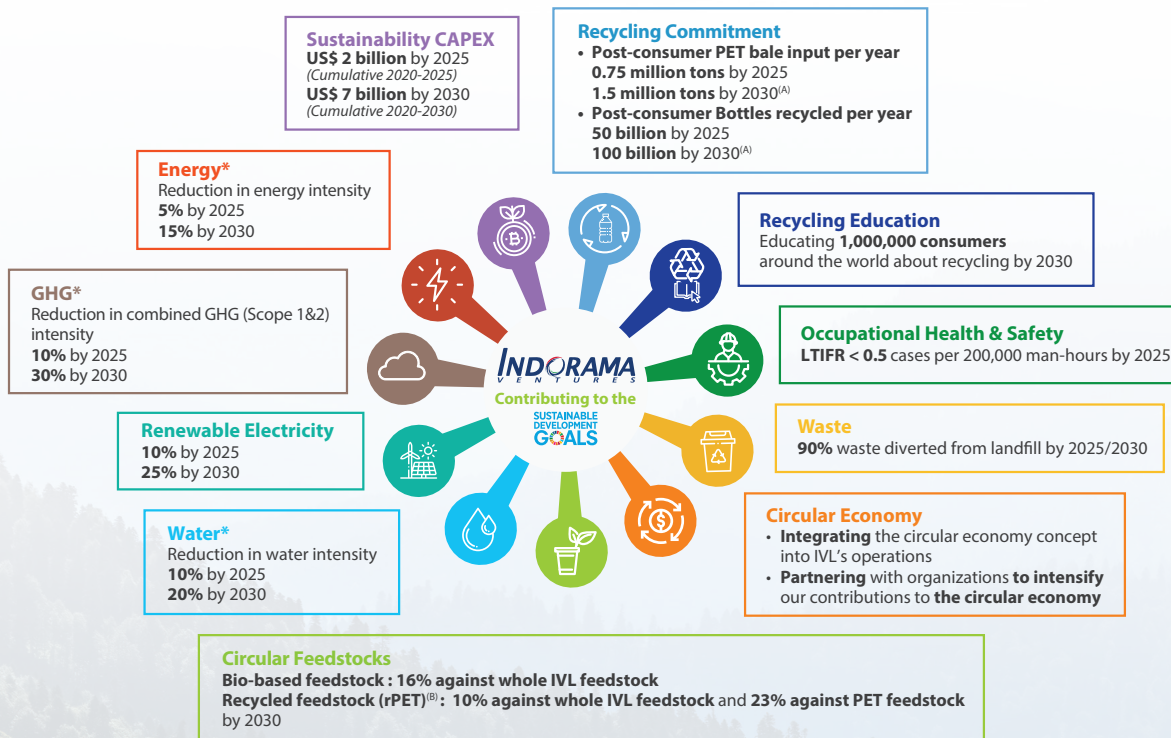 Sustainability CAPEX
US$ 2 billion by 2025
(Cumulative 2020-2025)
US$ 7 billion by 2030
(Cumulative 2020-2030)
Recycling Commitment
• Post-consumer PET bale input per year
0.75 million tons by 2025
1.5 million tons by 2030(A)
• Post-consumer Bottles recycled per year
50 billion by 2025
100 billion by 2030(A)
Energy*
Reduction in energy intensity
5% by 2025
15% by 2030
Recycling Education
Educating 1,000,000 consumers
around the world about recycling by 2030
GHG*
Reduction in combined GHG (Scope 1&2)
intensity
10% by 2025
30% by 2030
Occupational Health & Safety
LTIFR < 0.5 cases per 200,000 man-hours by 2025
INDORAMA
VENTURES
Contributing to the
SUSTAINABLE
DEVELOPMENT
GOALS
Renewable Electricity
10% by 2025
25% by 2030
Waste
90% waste diverted from landfill by 2025/2030
Water*
Reduction in water intensity
10% by 2025
20% by 2030
Circular Economy
• Integrating the circular economy concept
into IVL's operations
• Partnering with organizations to intensify
our contributions to the circular economy
Circular Feedstocks
Bio-based feedstock : 16% against whole IVL feedstock
Recycled feedstock (rPET)(B) : 10% against whole IVL feedstock and 23% against PET feedstock
by 2030